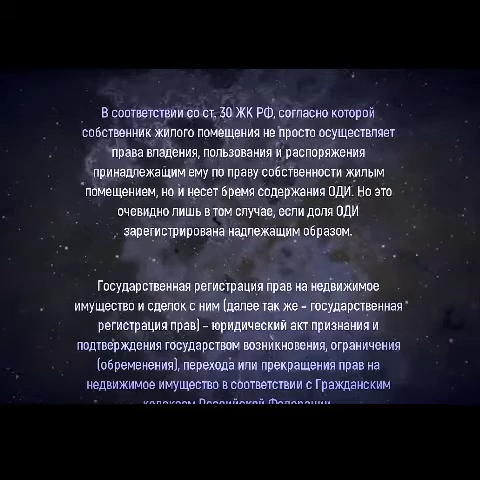 В соответствии со ст. 30 ЖК РФ, согласно которой
собственник жилого помещения не просто осуществляет
права владения, пользования и распоряжения
принадлежащим ему по праву собственности жилым
помещением, но и несет бремя содержания ОДИ. Но это
очевидно лишь в том случае, если доля ОДИ
зарегистрирована надлежащим образом.
Государственная регистрация прав на недвижимое
имущество и сделок с ним (далее так же – государственная
регистрация прав) – юридический акт признания и
подтверждения государством возникновения, ограничения
(обременения), перехода или прекращения прав на
недвижимое имущество в соответствии с Гражданским
кодексом Российской Федерации